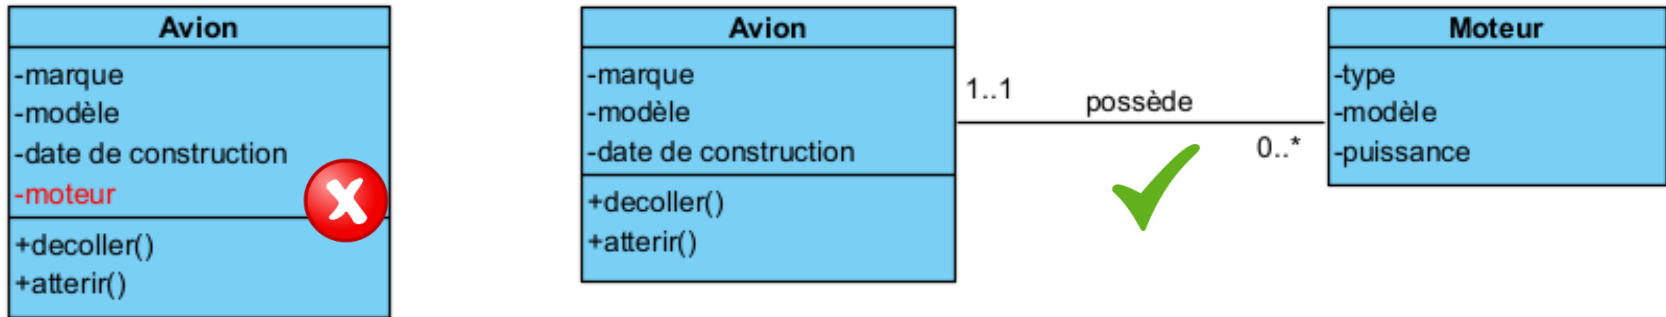 Avion
-marque
-modèle
-date de construction
-moteur
+decoller()
+atterir()
Avion
-marque
-modèle
-date de construction
+decoller()
+atterir()
1..1
possède
0..*
Moteur
-type
-modèle
-puissance